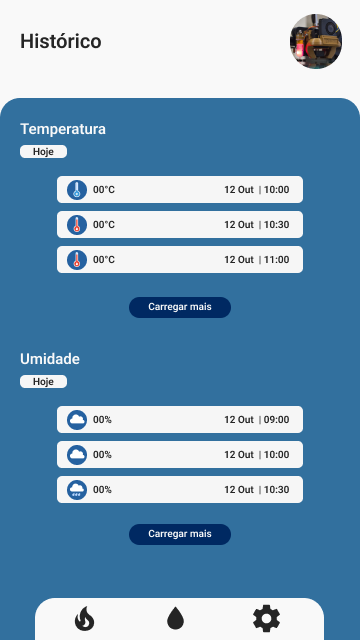 Histórico
Temperatura
Hoje
00°C 12 Out | 10:00
00°C 12 Out | 10:30
00°C 12 Out | 11:00
Carregar mais
Umidade
Hoje
00% 12 Out | 09:00
00% 12 Out | 10:00
00% 12 Out | 10:30
Carregar mais